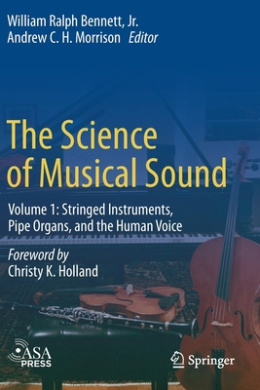 William Ralph Bennett, Jr.
Andrew C. H. Morrison Editor
The Science
of Musical Sound
Volume 1: Stringed Instruments,
Pipe Organs, and the Human Voice
Foreword by
Christy K. Holland
ASA
PRESS
Springer